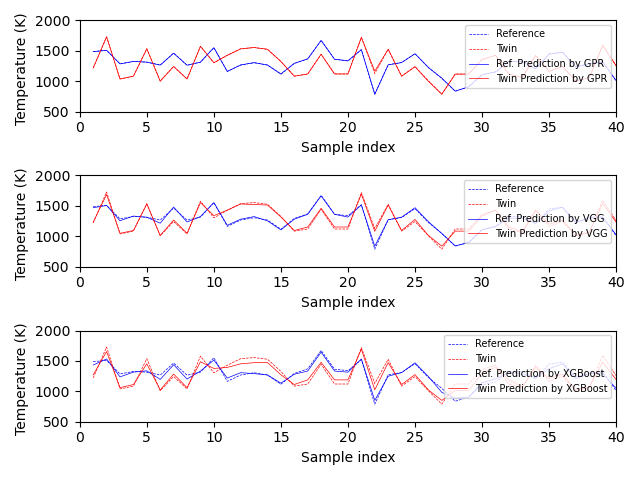 2000
1500
1000
500
Temperature (K)
Reference
Twin
Ref. Prediction by GPR
Twin Prediction by GPR
0 5 10 15 20 25 30 35 40
Sample index
2000
1500
1000
500
Temperature (K)
Reference
Twin
Ref. Prediction by VGG
Twin Prediction by VGG
0 5 10 15 20 25 30 35 40
Sample index
2000
1500
1000
500
Temperature (K)
Reference
Twin
Ref. Prediction by XGBoost
Twin Prediction by XGBoost
0 5 10 15 20 25 30 35 40
Sample index